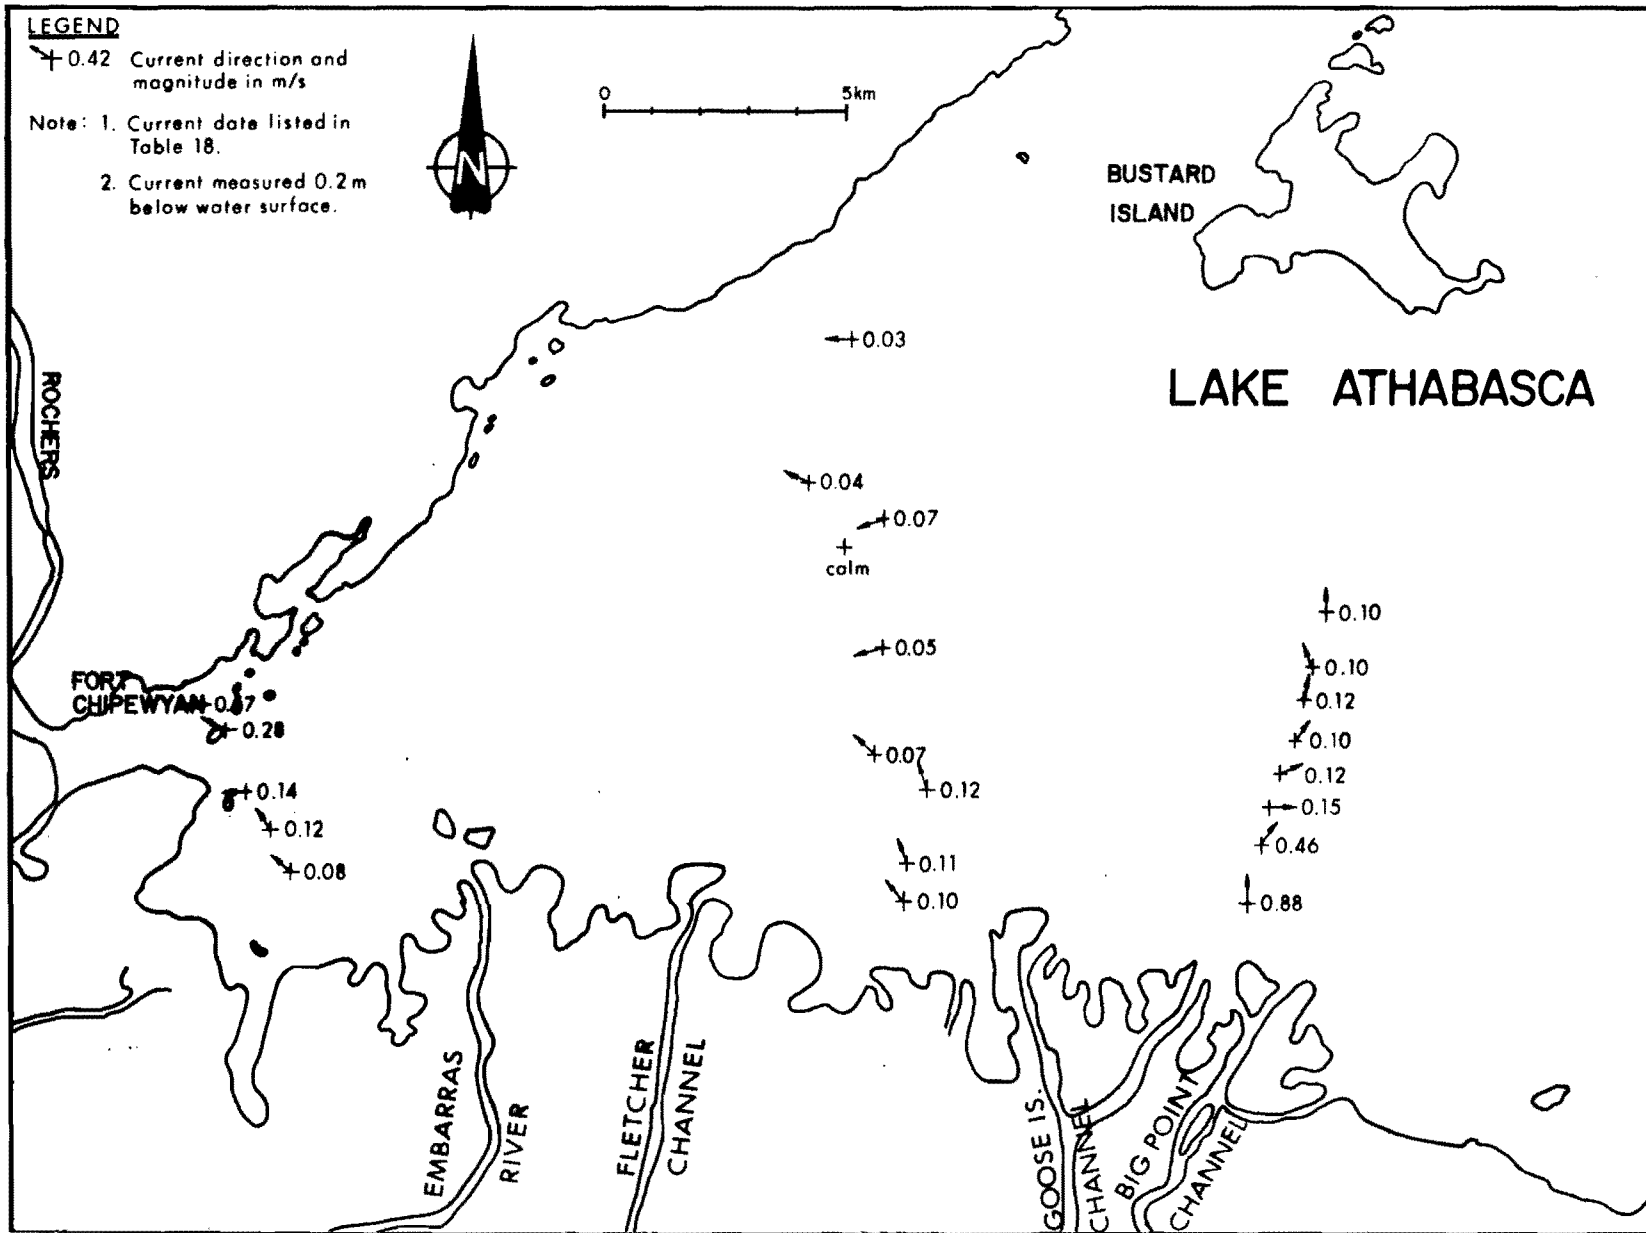 LEGEND
0.42 Current direction and
magnitude in m/s
Note: 1. Current date listed in
Table 18.
2. Current measured 0.2m
below water surface.
N
0 5km
BUSTARD
ISLAND
LAKE ATHABASCA
ROCHERS
0.03
0.04
0.07
calm
0.05
0.07
0.12
0.11
0.10
0.10
0.10
0.12
0.10
0.12
0.15
0.46
0.88
FORT
CHIPEWYAN
0.28
0.14
0.12
0.08
EMBARRAS
RIVER
FLETCHER
CHANNEL
GOOSE IS.
CHANNEL
BIG POINT
CHANNEL